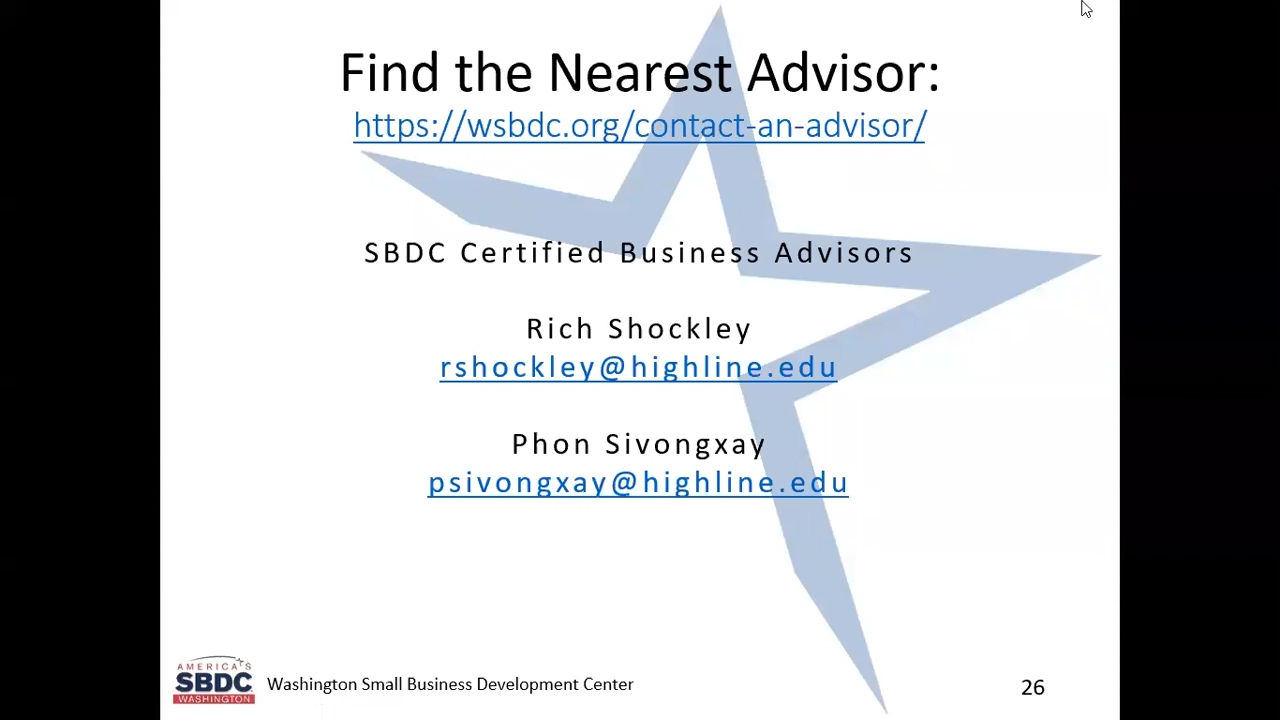 Find the Nearest Advisor:
https://wsbdc.org/contact-an-advisor/
SBDC Certified Business Advisors
Rich Shockley
rshockley@highline.edu
Phon Sivongxay
psivongxay@highline.edu
AMERICA'S
SBDC
WASHINGTON
Washington Small Business Development Center
26